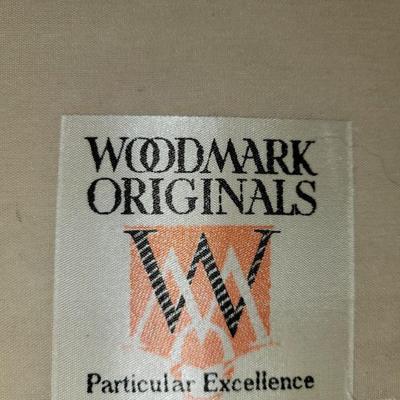 WOODMARK
ORIGINALS
W
Particular Excellence